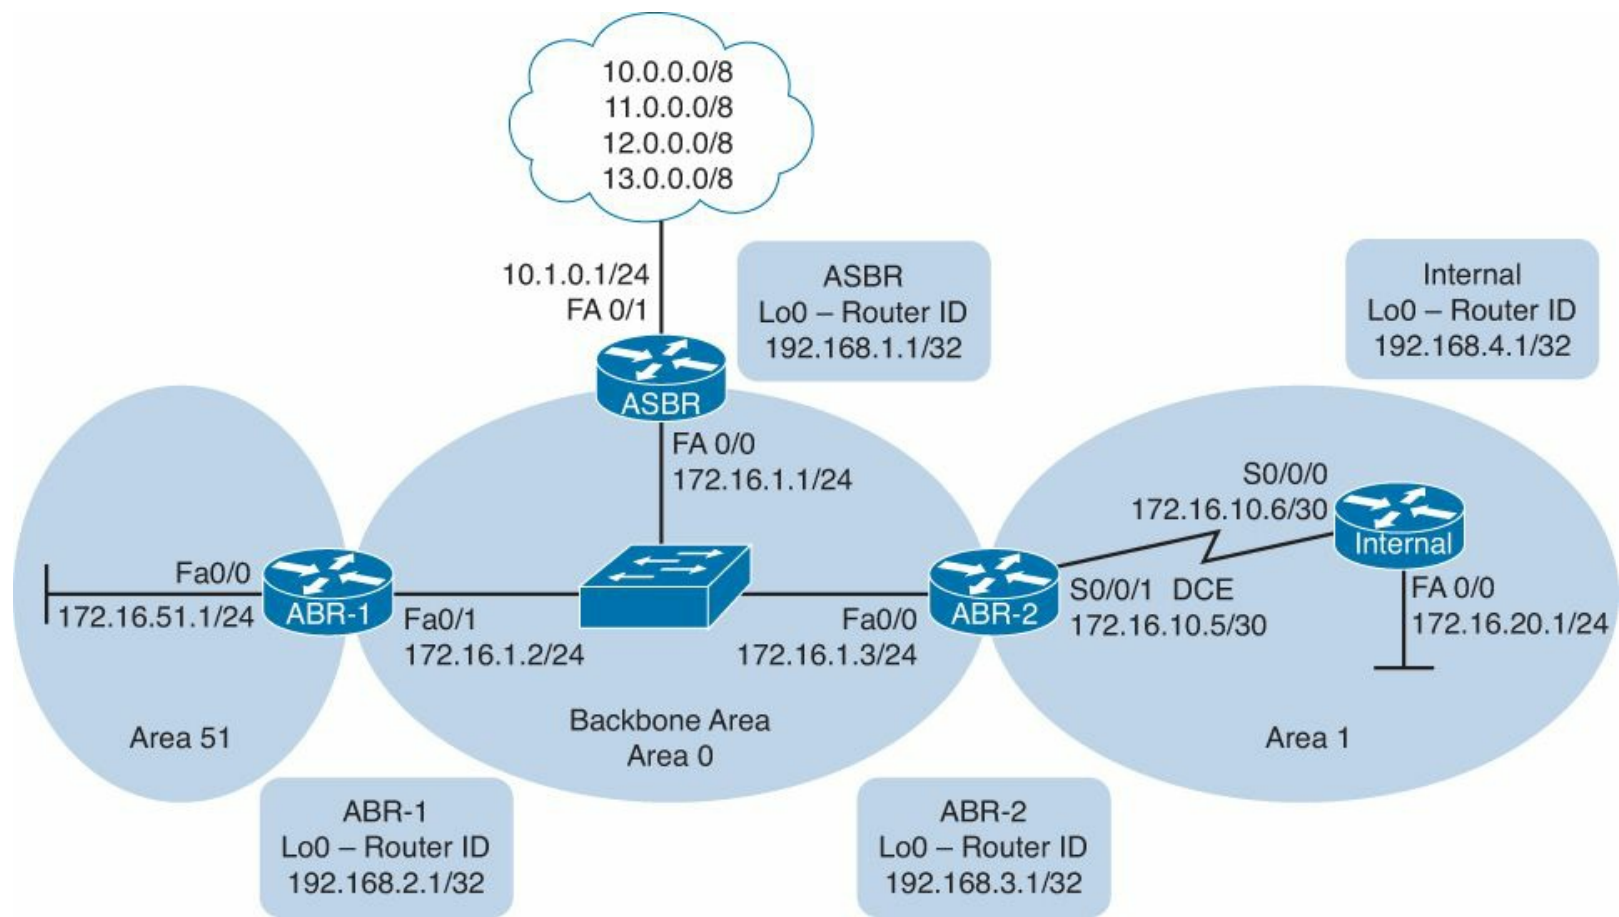 10.0.0.0/8
11.0.0.0/8
12.0.0.0/8
13.0.0.0/8
10.1.0.1/24
FA 0/1
ASBR
Lo0 – Router ID
192.168.1.1/32
Internal
Lo0 – Router ID
192.168.4.1/32
ASBR
FA 0/0
172.16.1.1/24
S0/0/0
172.16.10.6/30
Internal
Fa0/0
172.16.51.1/24
ABR-1
Fa0/1
172.16.1.2/24
Fa0/0
172.16.1.3/24
ABR-2
S0/0/1 DCE
172.16.10.5/30
FA 0/0
172.16.20.1/24
Area 51
Backbone Area
Area 0
Area 1
ABR-1
Lo0 – Router ID
192.168.2.1/32
ABR-2
Lo0 – Router ID
192.168.3.1/32